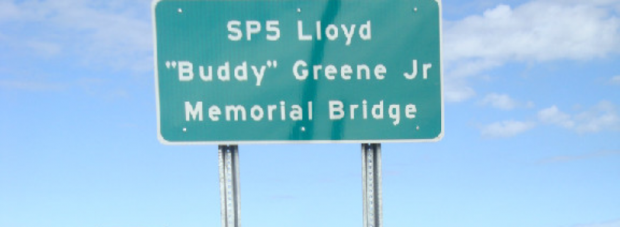 SP5 Lloyd
"Buddy" Greene Jr
Memorial Bridge